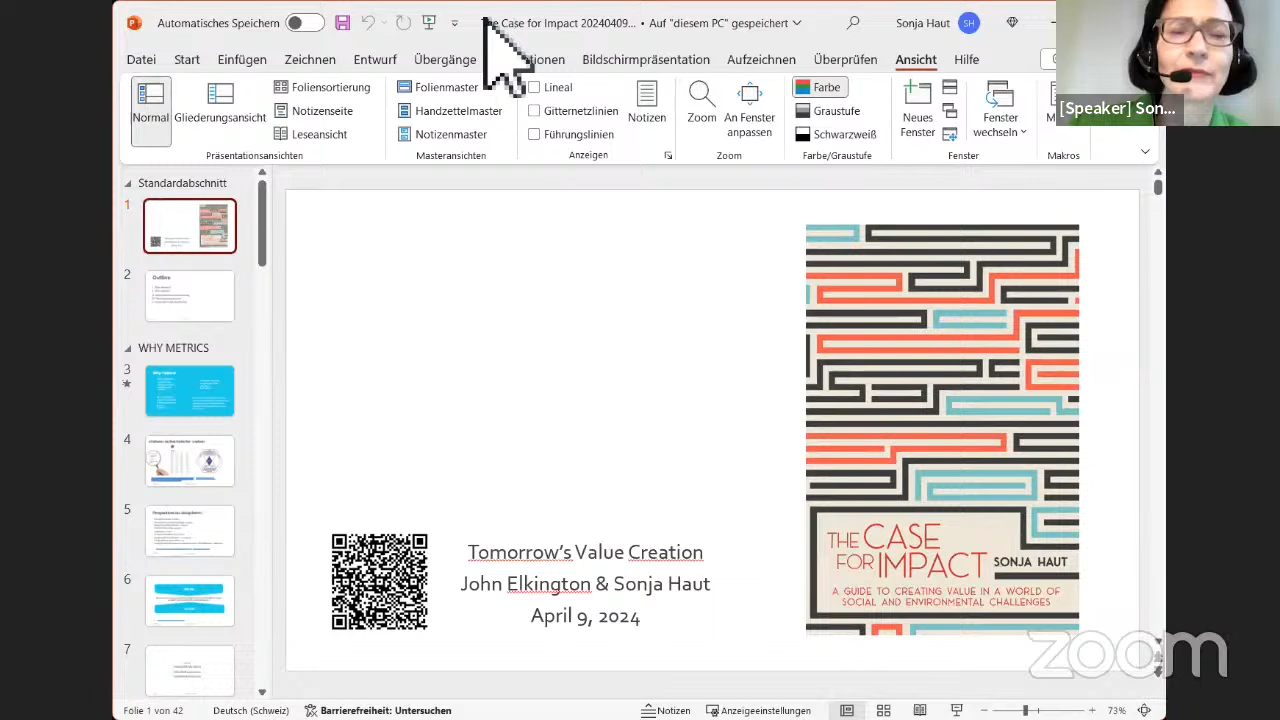 Automatisches Speichern
e Case for Impact 20240409... • Auf "diesem PC" gespeichert
Sonja Haut
SH
Datei Start Einfügen Zeichnen Entwurf Übergänge tionen Bildschirmpräsentation Aufzeichnen Überprüfen Ansicht Hilfe
[Speaker] Son...
Normal
Gliederungsansicht
Foliensortierung
Notizenseite
Leseansicht
Präsentationsansichten
Folienmaster
Handzettelmaster
Notizenmaster
Masteransichten
Lineal
Gitternetzlinien
Führungslinien
Anzeigen
Notizen
Zoom
An Fenster
anpassen
Zoom
Farbe
Graustufe
Schwarzweiß
Farbe/Graustufe
Neues
Fenster
Fenster
wechseln
Fenster
Makros
Standardabschnitt
1
2
Outline
WHY METRICS
3
4
5
6
7
Tomorrow's Value Creation
John Elkington & Sonja Haut
April 9, 2024
THE CASE
FOR IMPACT
SONJA HAUT
A GUIDE TO CREATING VALUE IN A WORLD OF
SOCIAL AND ENVIRONMENTAL CHALLENGES
zoom
Folie 1 von 42
Deutsch (Schweiz)
Barrierefreiheit: Untersuchen
Notizen
Anzeigeeinstellungen
73%